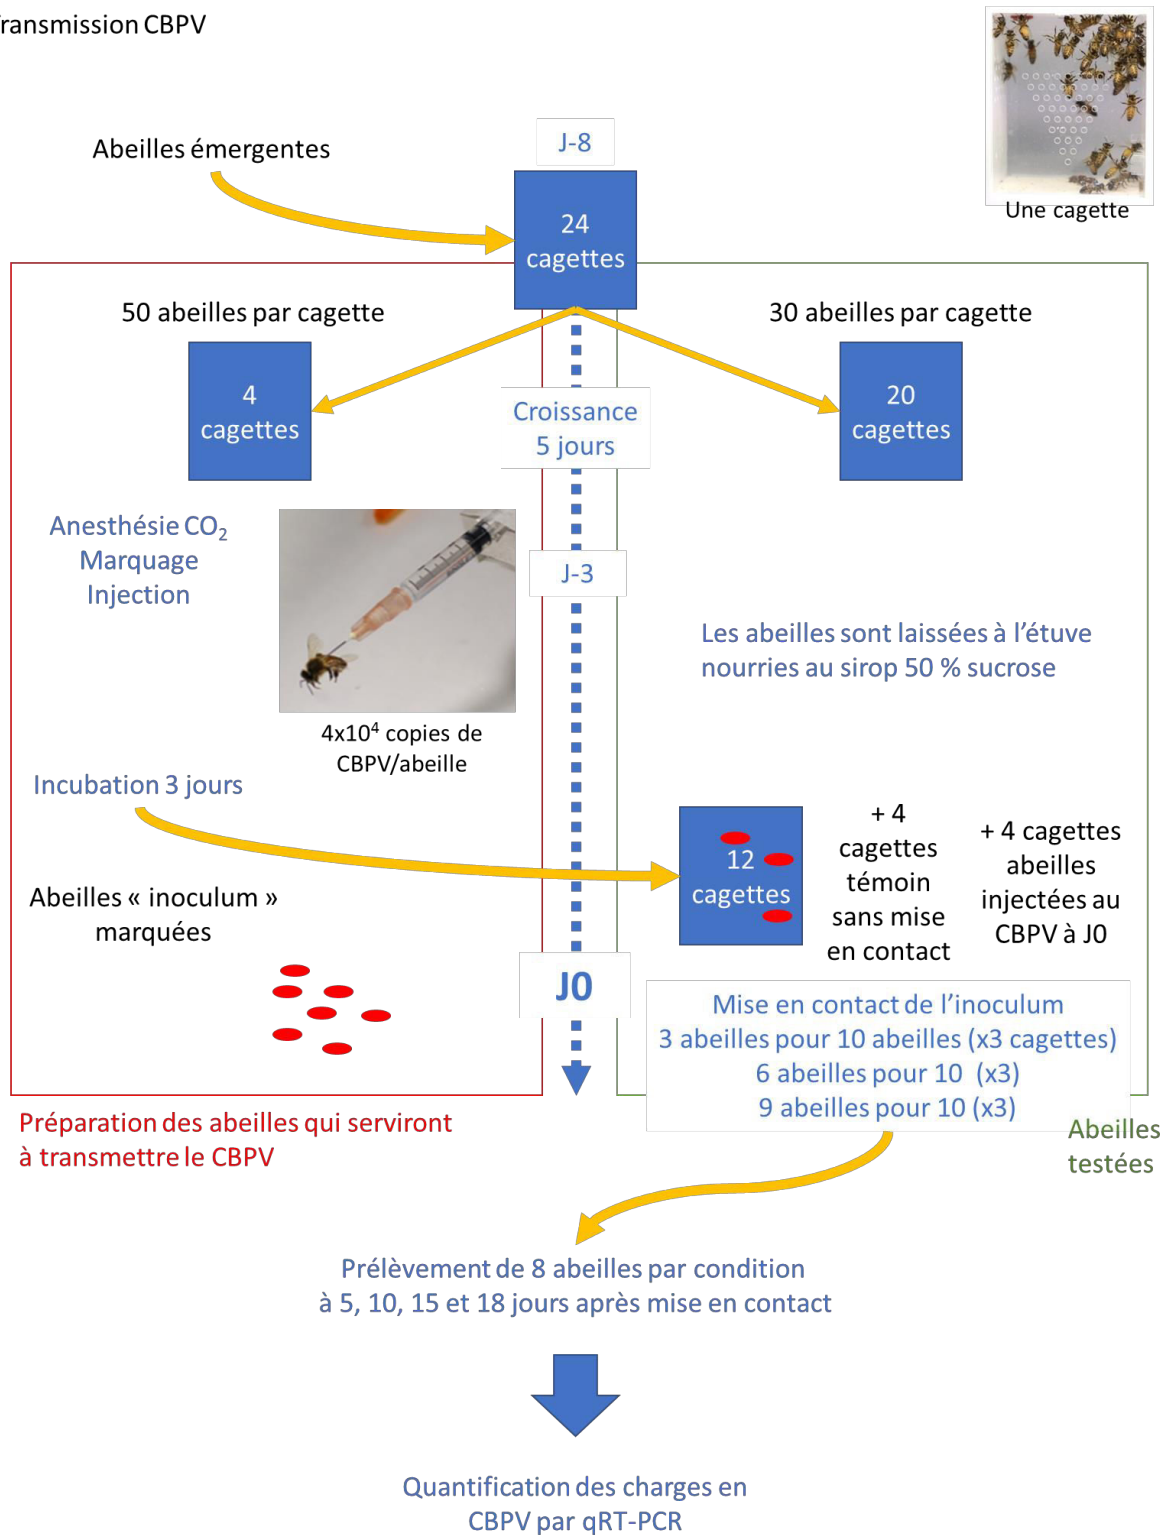 Transmission CBPV
Une cagette
Abeilles émergentes
J-8
24
cagettes
50 abeilles par cagette
30 abeilles par cagette
4
cagettes
Croissance
5 jours
20
cagettes
Anesthésie CO₂
Marquage
Injection
J-3
Les abeilles sont laissées à l’étuve
nourries au sirop 50 % sucrose
4x10⁴ copies de
CBPV/abeille
Incubation 3 jours
12
cagettes
+ 4
cagettes
témoin
sans mise
en contact
+ 4 cagettes
abeilles
injectées au
CBPV à J0
Abeilles « inoculum »
marquées
J0
Mise en contact de l’inoculum
3 abeilles pour 10 abeilles (x3 cagettes)
6 abeilles pour 10 (x3)
9 abeilles pour 10 (x3)
Préparation des abeilles qui serviront
à transmettre le CBPV
Abeilles
testées
Prélèvement de 8 abeilles par condition
à 5, 10, 15 et 18 jours après mise en contact
Quantification des charges en
CBPV par qRT-PCR